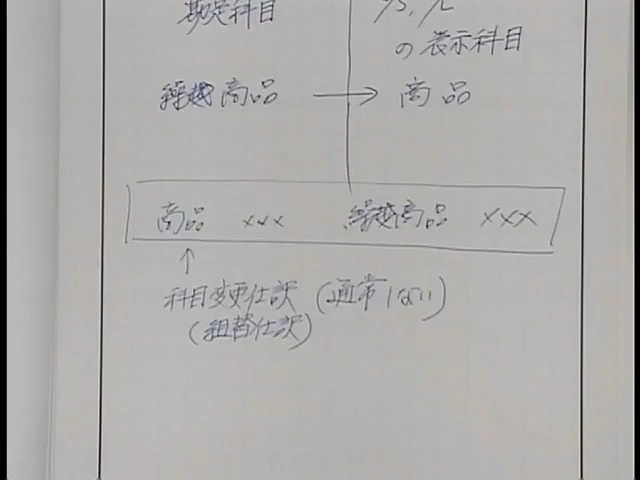 勘定科目
B/S, P/L
の表示科目
繰越商品 → 商品
商品 ××× 繰越商品 ×××
↑
科目変更仕訳 (通常しない)
(組替仕訳)